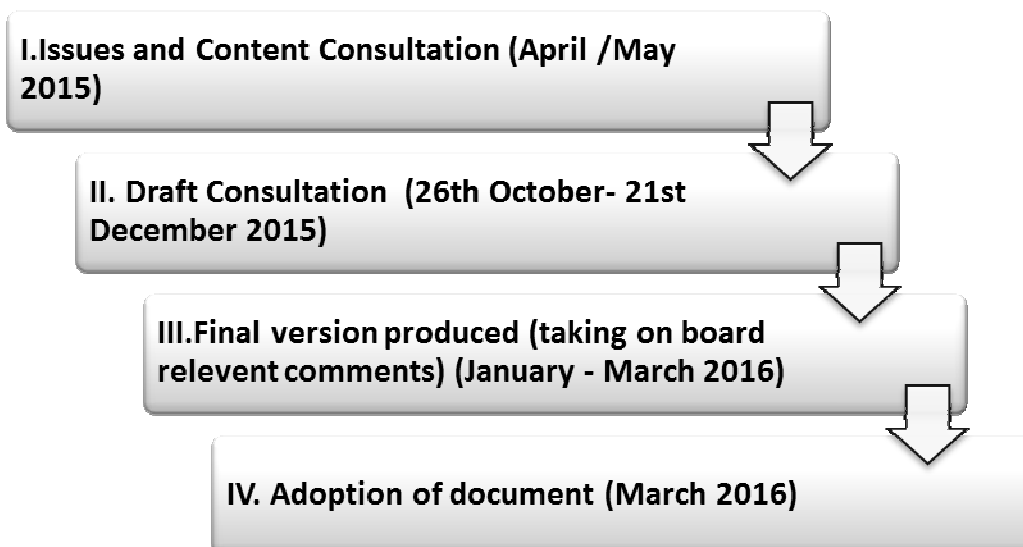 I.Issues and Content Consultation (April /May
2015)
II. Draft Consultation (26th October- 21st
December 2015)
III.Final version produced (taking on board
relevent comments) (January - March 2016)
IV. Adoption of document (March 2016)